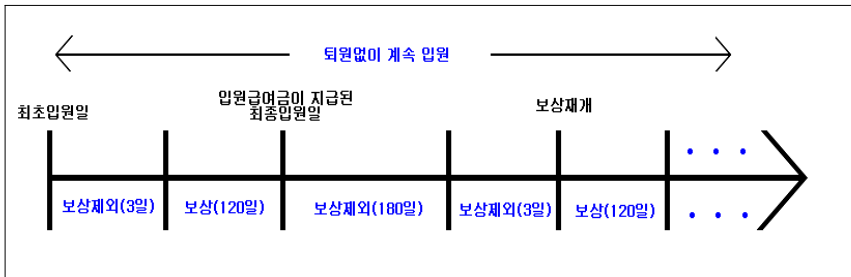 퇴원없이 계속 입원
최초입원일
입원급여금이 지급된
최종입원일
보상재개
보상제외(3일)
보상(120일)
보상제외(180일)
보상제외(3일)
보상(120일)
• • •
• • •